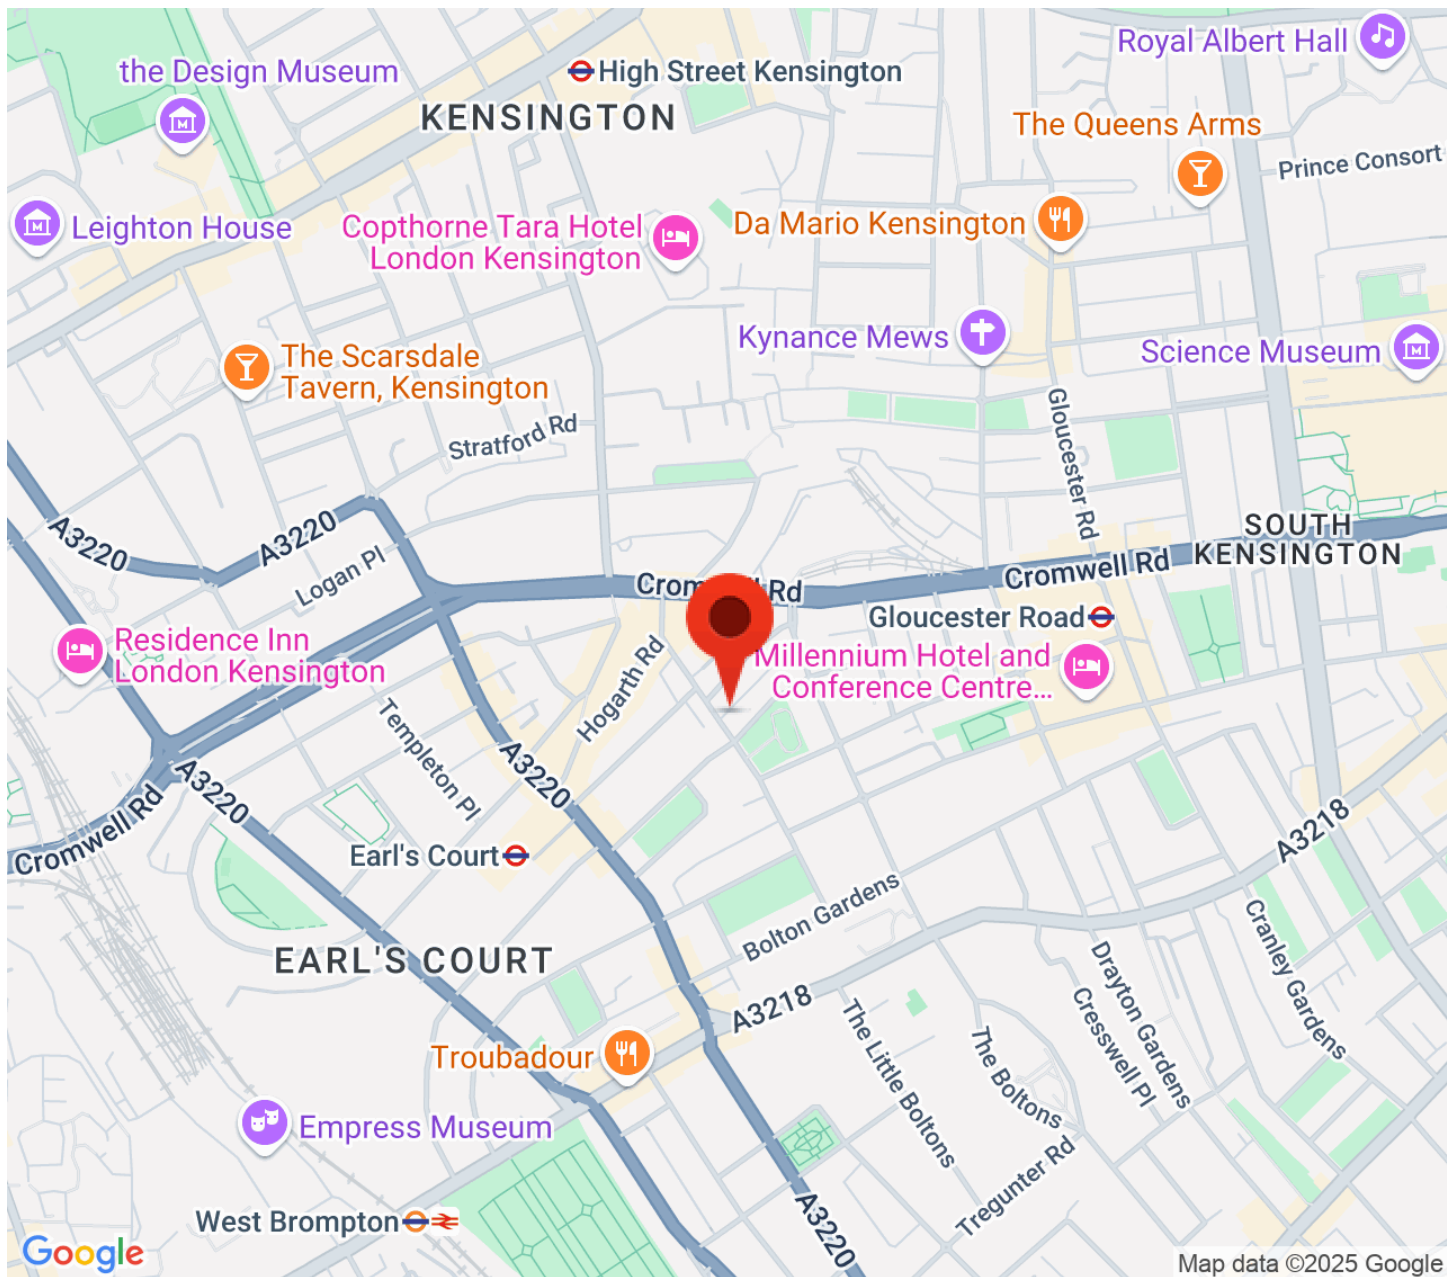 Royal Albert Hall
the Design Museum
High Street Kensington
KENSINGTON
The Queens Arms
Prince Consort
Leighton House
Copthorne Tara Hotel
London Kensington
Da Mario Kensington
Kynance Mews
Science Museum
The Scarsdale
Tavern, Kensington
Stratford Rd
Gloucester Rd
A3220
A3220
Logan Pl
SOUTH
KENSINGTON
Cromwell Rd
Cromwell Rd
Gloucester Road
Residence Inn
London Kensington
Hogarth Rd
Millennium Hotel and
Conference Centre...
Templeton Pl
A3220
A3220
Cromwell Rd
A3218
Earl's Court
Bolton Gardens
EARL'S COURT
Cranley Gardens
Drayton Gardens
A3218
Cresswell Pl
The Little Boltons
The Boltons
Troubadour
Empress Museum
Tregunter Rd
West Brompton
A3220
Google
Map data ©2025 Google